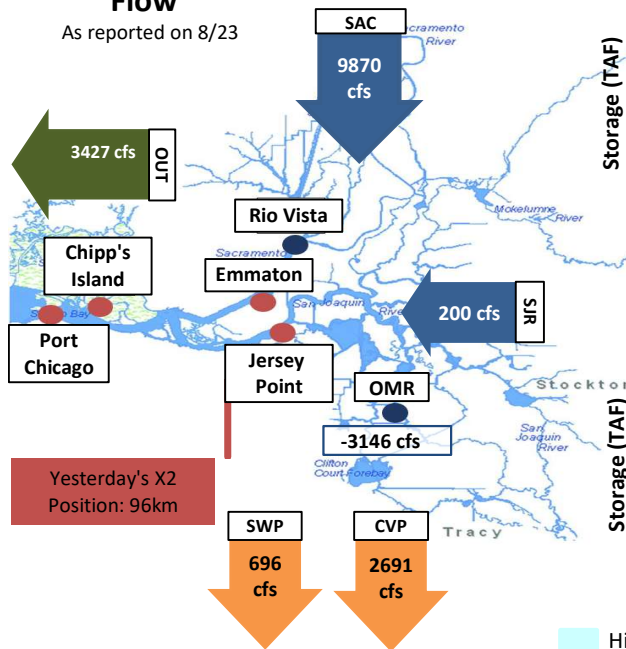 Flow
As reported on 8/23
SAC
9870
cfs
Sacramento
River
Storage (TAF)
3427 cfs
OUT
Rio Vista
Mokelumne
River
Chipp's
Island
Sacramento
Emmaton
San Joaquin
River
200 cfs
SJR
Port
Chicago
Jersey
Point
OMR
-3146 cfs
Stockton
San
Joaquin
River
Clifton
Court Forebay
Storage (TAF)
Yesterday's X2
Position: 96km
SWP
CVP
Tracy
696
cfs
2691
cfs
Hi